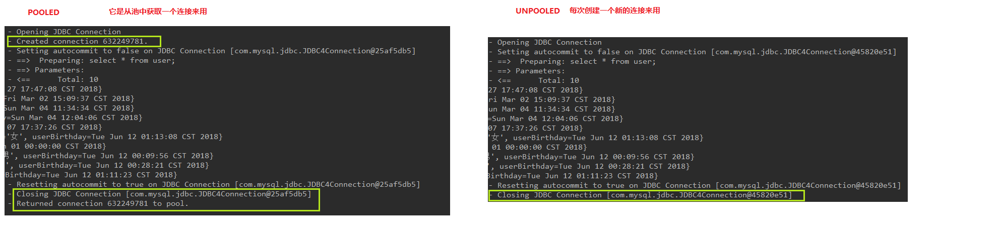 POOLED 它是从池中获取一个连接来用
- Opening JDBC Connection
- Created connection 632249781.
- Setting autocommit to false on JDBC Connection [com.mysql.jdbc.JDBC4Connection@25af5db5]
- ==>  Preparing: select * from user;
- ==> Parameters:
- <==      Total: 10
27 17:47:08 CST 2018}
Fri Mar 02 15:09:37 CST 2018}
Sun Mar 04 11:34:34 CST 2018}
y=Sun Mar 04 12:04:06 CST 2018}
07 17:37:26 CST 2018}
='女', userBirthday=Tue Jun 12 01:13:08 CST 2018}
01 00:00:00 CST 2018}
男', userBirthday=Tue Jun 12 00:09:56 CST 2018}
', userBirthday=Tue Jun 12 00:28:21 CST 2018}
Birthday=Tue Jun 12 01:11:23 CST 2018}
- Resetting autocommit to true on JDBC Connection [com.mysql.jdbc.JDBC4Connection@25af5db5]
- Closing JDBC Connection [com.mysql.jdbc.JDBC4Connection@25af5db5]
- Returned connection 632249781 to pool.
UNPOOLED 每次创建一个新的连接来用
- Opening JDBC Connection
- Setting autocommit to false on JDBC Connection [com.mysql.jdbc.JDBC4Connection@45820e51]
- ==>  Preparing: select * from user;
- ==> Parameters:
- <==      Total: 10
27 17:47:08 CST 2018}
ri Mar 02 15:09:37 CST 2018}
un Mar 04 11:34:34 CST 2018}
=Sun Mar 04 12:04:06 CST 2018}
07 17:37:26 CST 2018}
'女', userBirthday=Tue Jun 12 01:13:08 CST 2018}
01 00:00:00 CST 2018}
', userBirthday=Tue Jun 12 00:09:56 CST 2018}
', userBirthday=Tue Jun 12 00:28:21 CST 2018}
Birthday=Tue Jun 12 01:11:23 CST 2018}
- Resetting autocommit to true on JDBC Connection [com.mysql.jdbc.JDBC4Connection@45820e51]
- Closing JDBC Connection [com.mysql.jdbc.JDBC4Connection@45820e51]